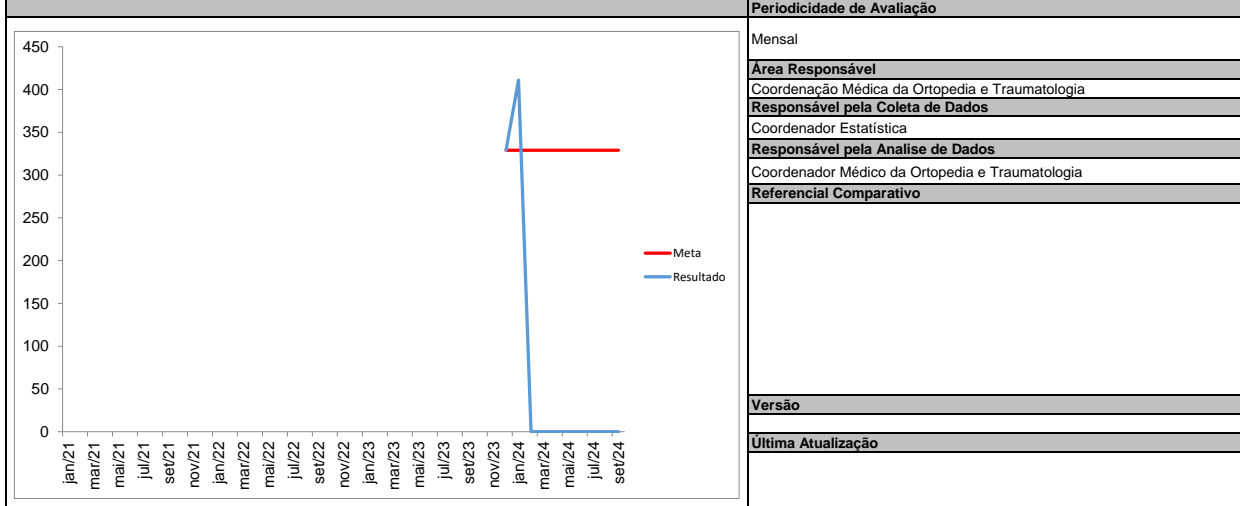 Periodicidade de Avaliação
Mensal
Área Responsável
Coordenação Médica da Ortopedia e Traumatologia
Responsável pela Coleta de Dados
Coordenador Estatística
Responsável pela Analise de Dados
Coordenador Médico da Ortopedia e Traumatologia
Referencial Comparativo
Versão
Última Atualização
450
400
350
300
250
200
150
100
50
0
jan/21
mar/21
mai/21
jul/21
set/21
nov/21
jan/22
mar/22
mai/22
jul/22
set/22
nov/22
jan/23
mar/23
mai/23
jul/23
set/23
nov/23
jan/24
mar/24
mai/24
jul/24
set/24
Meta
Resultado